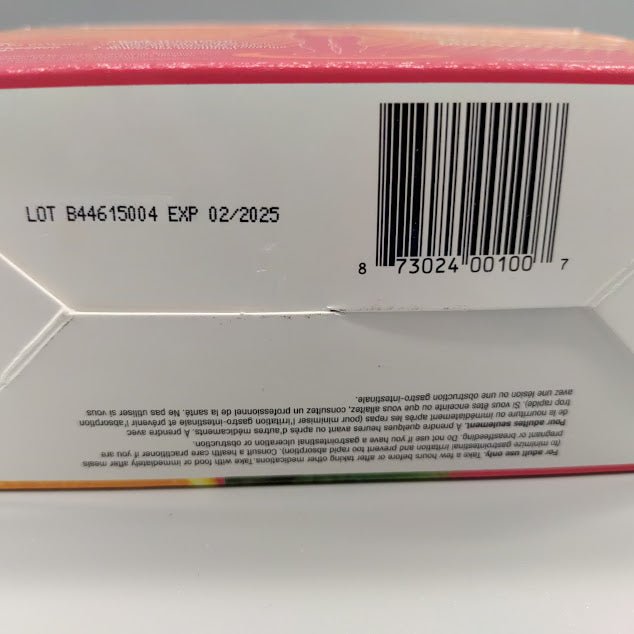 LOT B44615004 EXP 02/2025
8 73024 00100 7
For adult use only. Take a few hours before or after taking other medications. Take with food or immediately after meals
(to minimize gastrointestinal irritation and prevent too rapid absorption). Consult a health care practitioner if you are
pregnant or breastfeeding. Do not use if you have a gastrointestinal ulceration or obstruction.
Pour adultes seulement. À prendre quelques heures avant ou après d'autres médicaments. À prendre avec
de la nourriture ou immédiatement après les repas (pour minimiser l'irritation gastro-intestinale et prévenir l'absorption
trop rapide). Si vous êtes enceinte ou que vous allaitez, consultez un professionnel de la santé. Ne pas utiliser si vous
avez une lésion ou une obstruction gastro-intestinale.